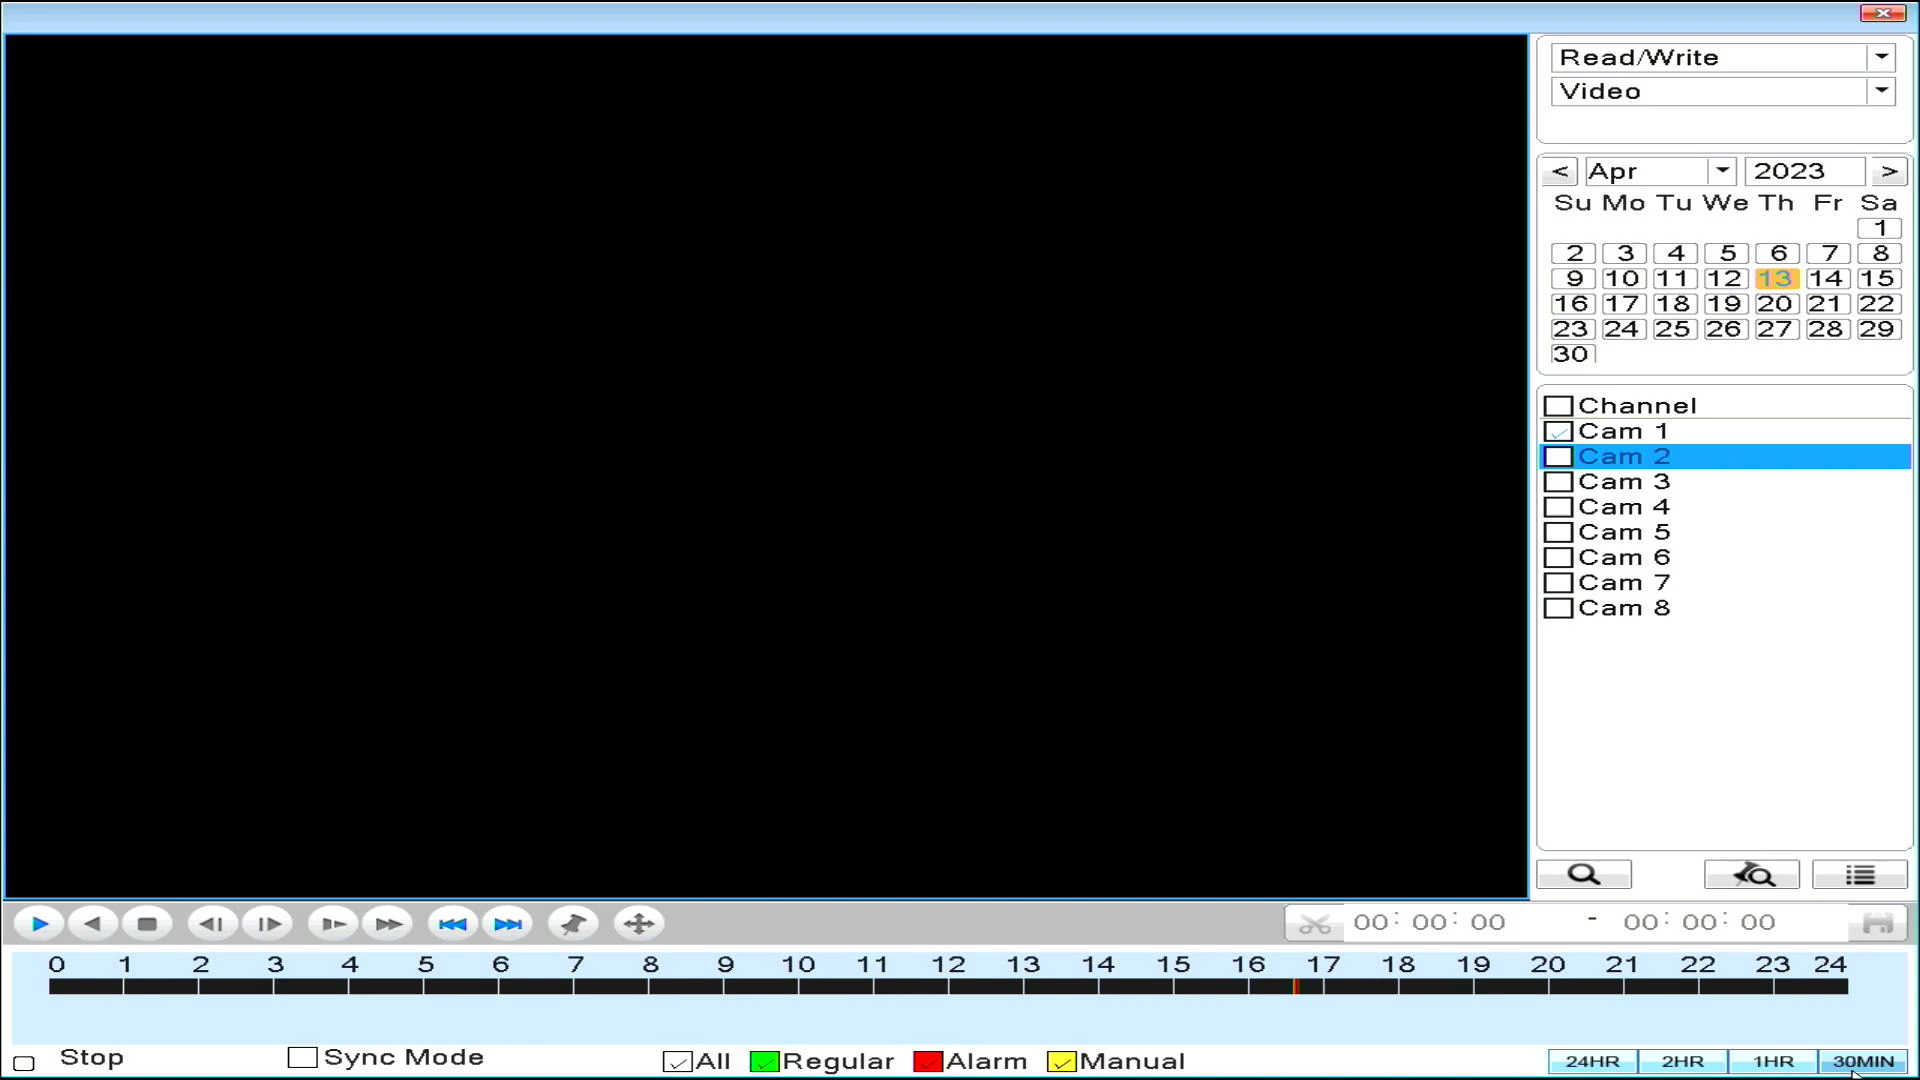 Read/Write
Video
< Apr 2023 >
Su Mo Tu We Th Fr Sa
1
2 3 4 5 6 7 8
9 10 11 12 13 14 15
16 17 18 19 20 21 22
23 24 25 26 27 28 29
30
Channel
Cam 1
Cam 2
Cam 3
Cam 4
Cam 5
Cam 6
Cam 7
Cam 8
00:00:00 - 00:00:00
0 1 2 3 4 5 6 7 8 9 10 11 12 13 14 15 16 17 18 19 20 21 22 23 24
Stop Sync Mode All Regular Alarm Manual 24HR 2HR 1HR 30MIN